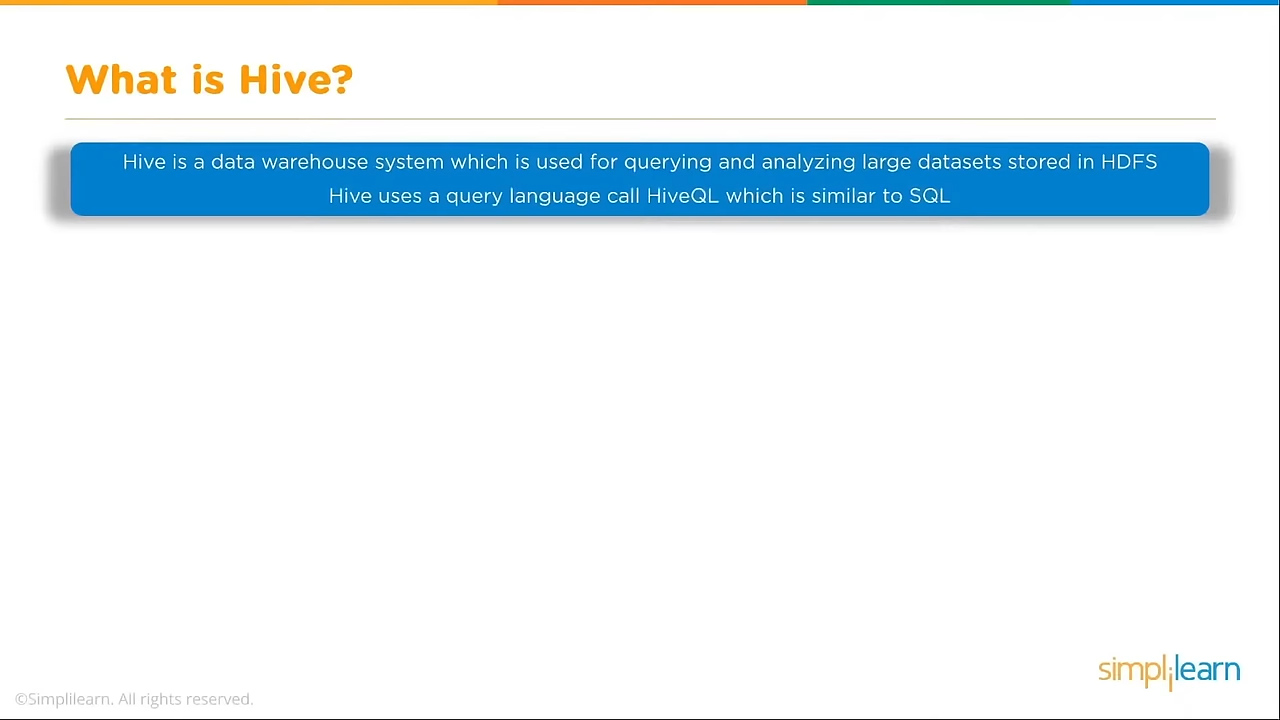 What is Hive?
Hive is a data warehouse system which is used for querying and analyzing large datasets stored in HDFS
Hive uses a query language call HiveQL which is similar to SQL
simplilearn
©Simplilearn. All rights reserved.